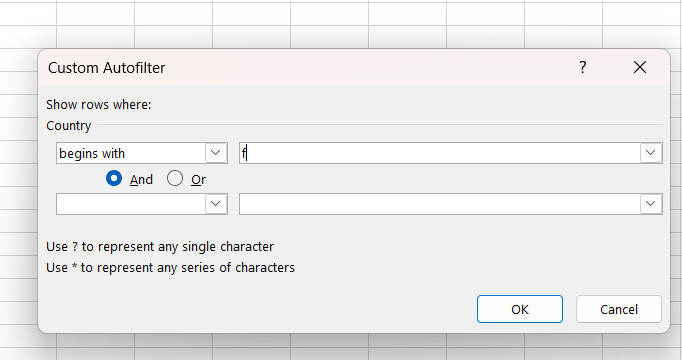 Custom Autofilter ?
Show rows where:
Country
begins with f
And Or
Use ? to represent any single character
Use * to represent any series of characters
OK Cancel